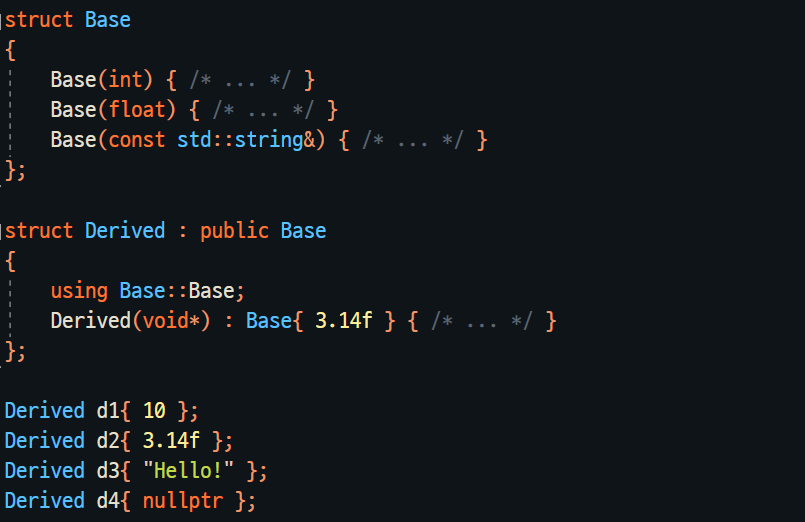 struct Base
{
    Base(int) { /* ... */ }
    Base(float) { /* ... */ }
    Base(const std::string&) { /* ... */ }
};
struct Derived : public Base
{
    using Base::Base;
    Derived(void*) : Base{ 3.14f } { /* ... */ }
};
Derived d1{ 10 };
Derived d2{ 3.14f };
Derived d3{ "Hello!" };
Derived d4{ nullptr };